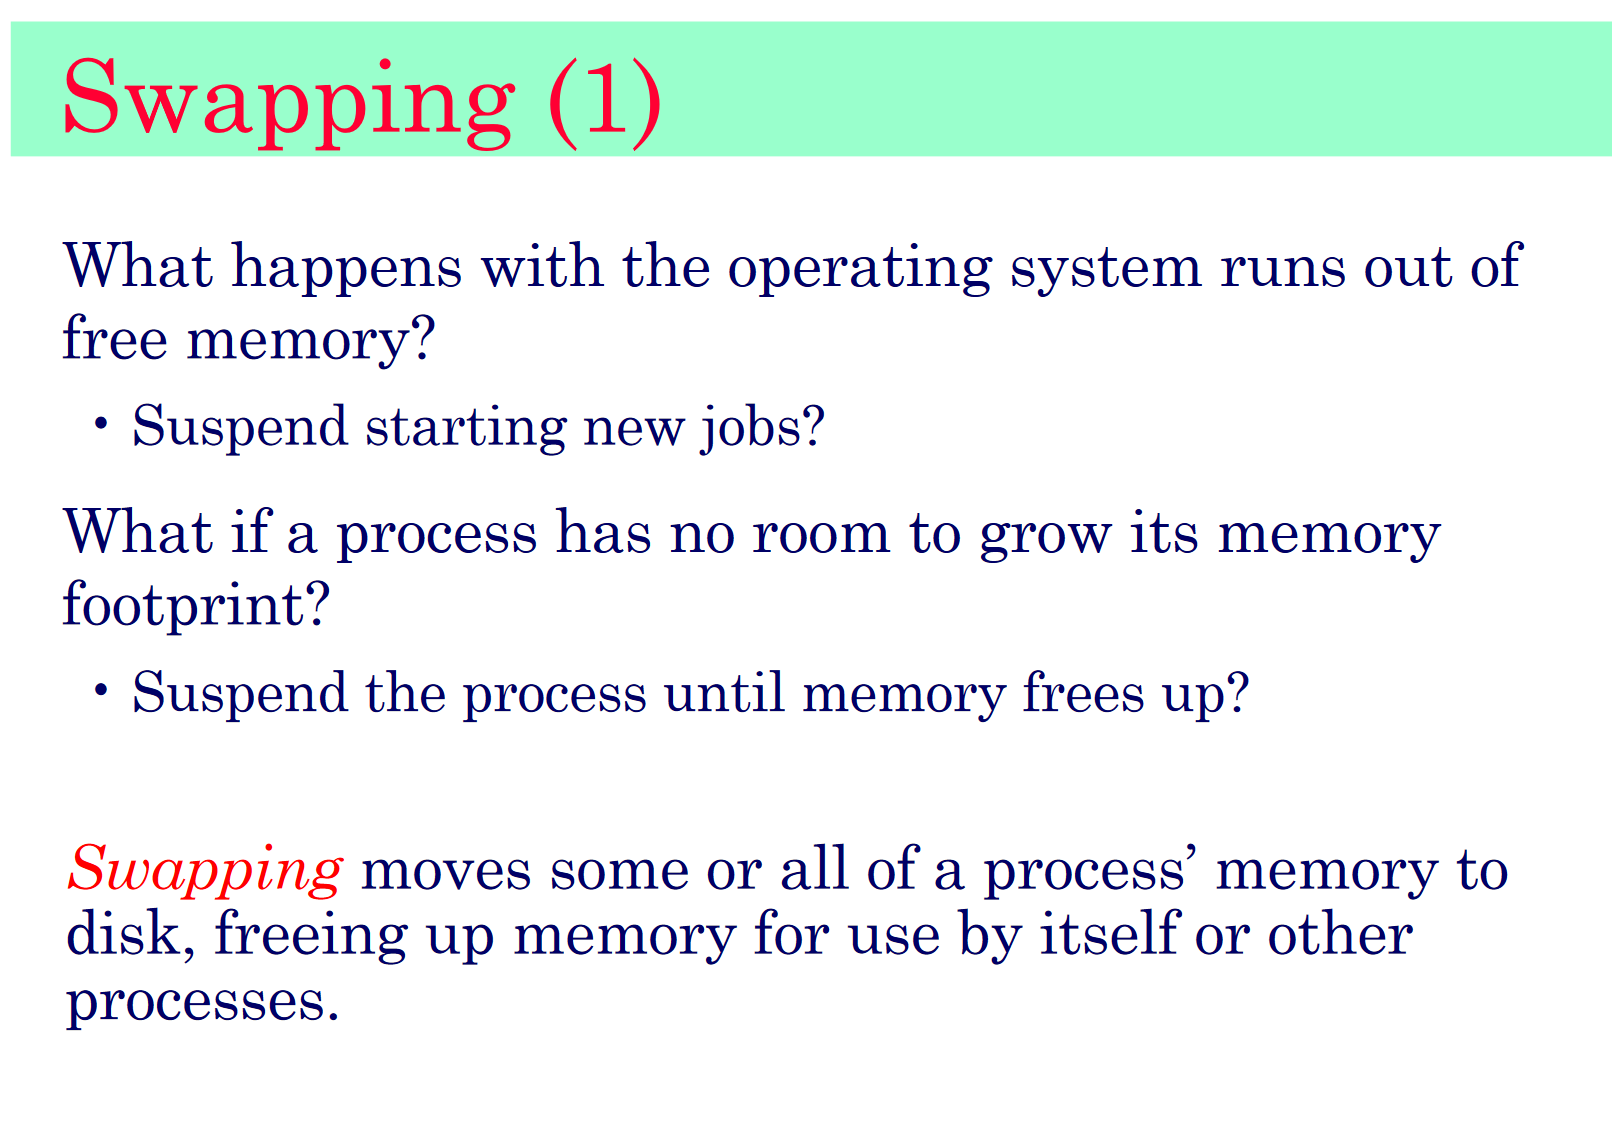 Swapping (1)
What happens with the operating system runs out of
free memory?
• Suspend starting new jobs?
What if a process has no room to grow its memory
footprint?
• Suspend the process until memory frees up?
Swapping moves some or all of a process’ memory to
disk, freeing up memory for use by itself or other
processes.